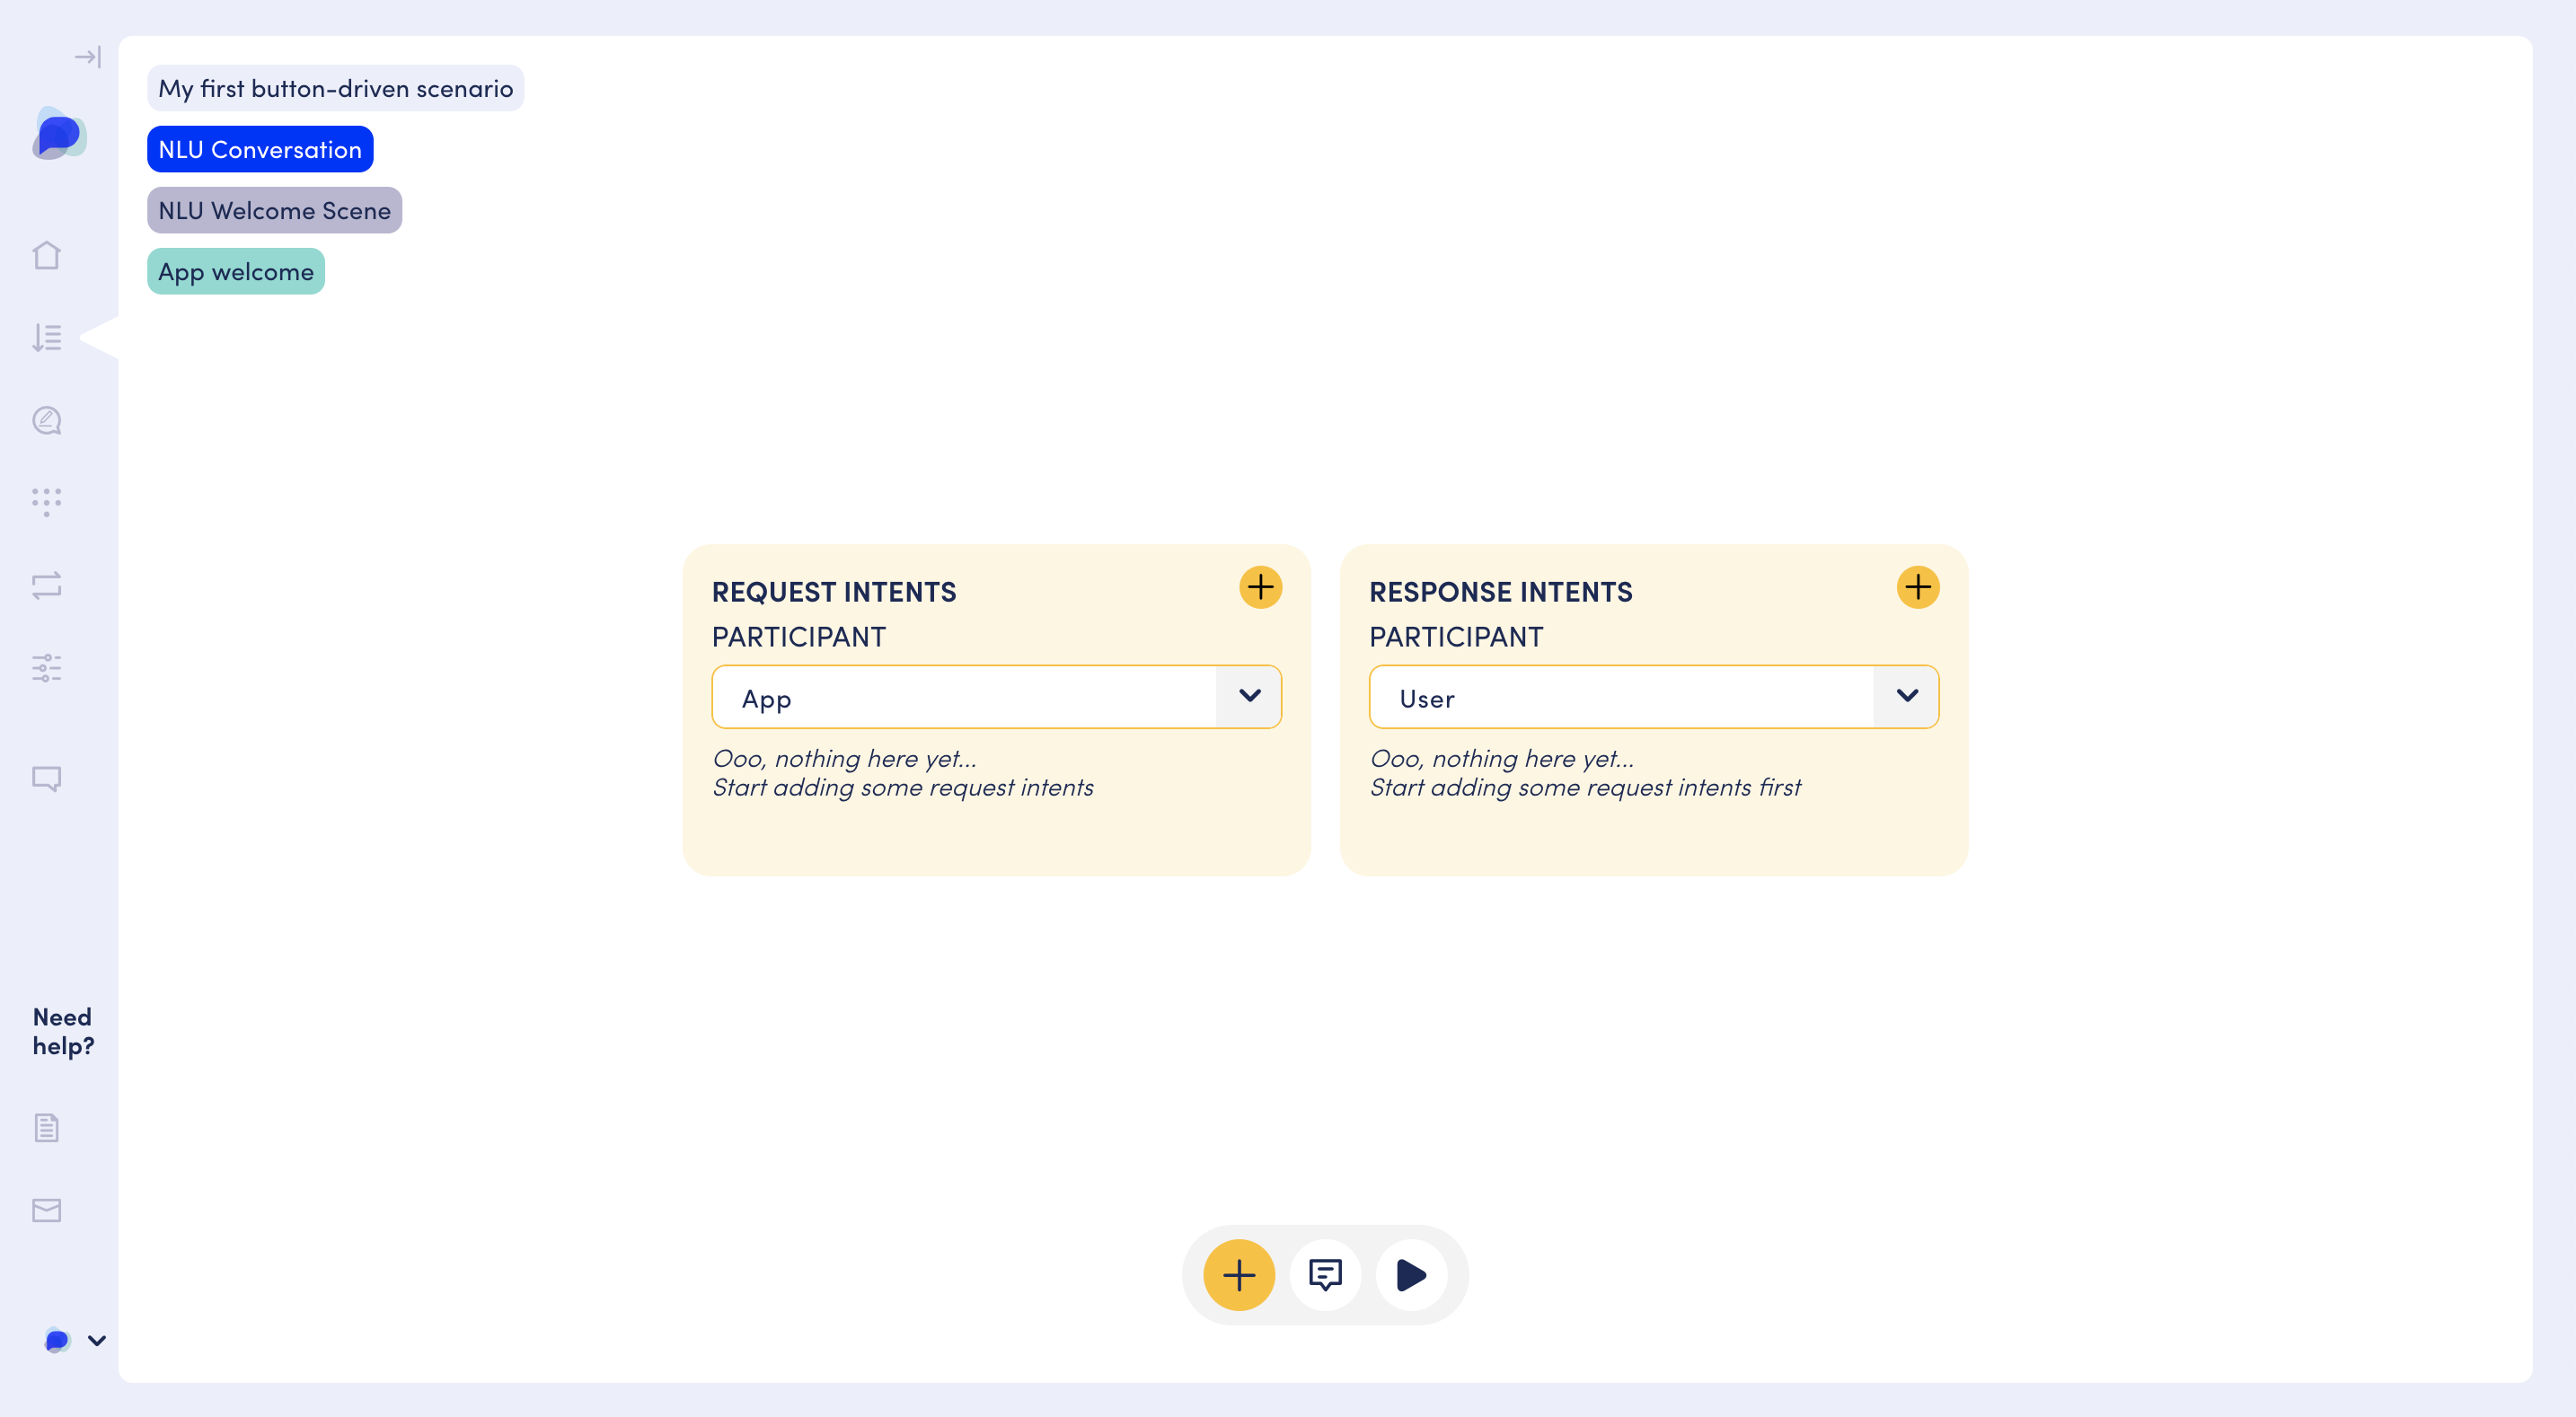 My first button-driven scenario
NLU Conversation
NLU Welcome Scene
App welcome
REQUEST INTENTS
PARTICIPANT
App
Ooo, nothing here yet...
Start adding some request intents
RESPONSE INTENTS
PARTICIPANT
User
Ooo, nothing here yet...
Start adding some request intents first
Need
help?